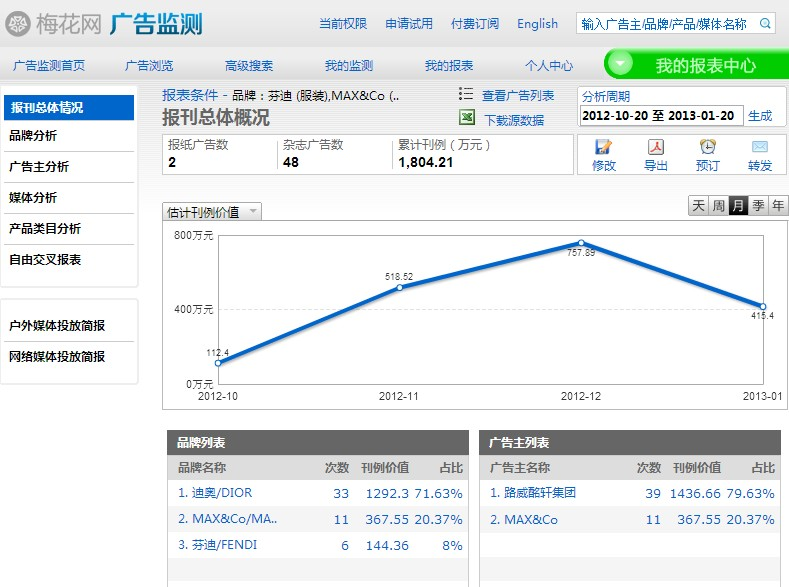 梅花网 广告监测
当前权限 申请试用 付费订阅 English 输入广告主/品牌/产品/媒体名称
广告监测首页 广告浏览 高级搜索 我的监测 我的报表 个人中心 我的报表中心
报刊总体情况
品牌分析
广告主分析
媒体分析
产品类目分析
自由交叉报表
户外媒体投放简报
网络媒体投放简报
报表条件 - 品牌：芬迪 (服装),MAX&Co (..
报刊总体概况
查看广告列表
下载源数据
分析周期
2012-10-20 至 2013-01-20 生成
报纸广告数 杂志广告数 累计刊例（万元）
2 48 1,804.21
修改 导出 预订 转发
估计刊例价值
天 周 月 季 年
800万元
757.89
518.52
400万元
415.4
112.4
0万元
2012-10 2012-11 2012-12 2013-01
品牌列表
品牌名称 次数 刊例价值 占比
1. 迪奥/DIOR 33 1292.3 71.63%
2. MAX&Co/MA.. 11 367.55 20.37%
3. 芬迪/FENDI 6 144.36 8%
广告主列表
广告主名称 次数 刊例价值 占比
1. 路威酩轩集团 39 1436.66 79.63%
2. MAX&Co 11 367.55 20.37%